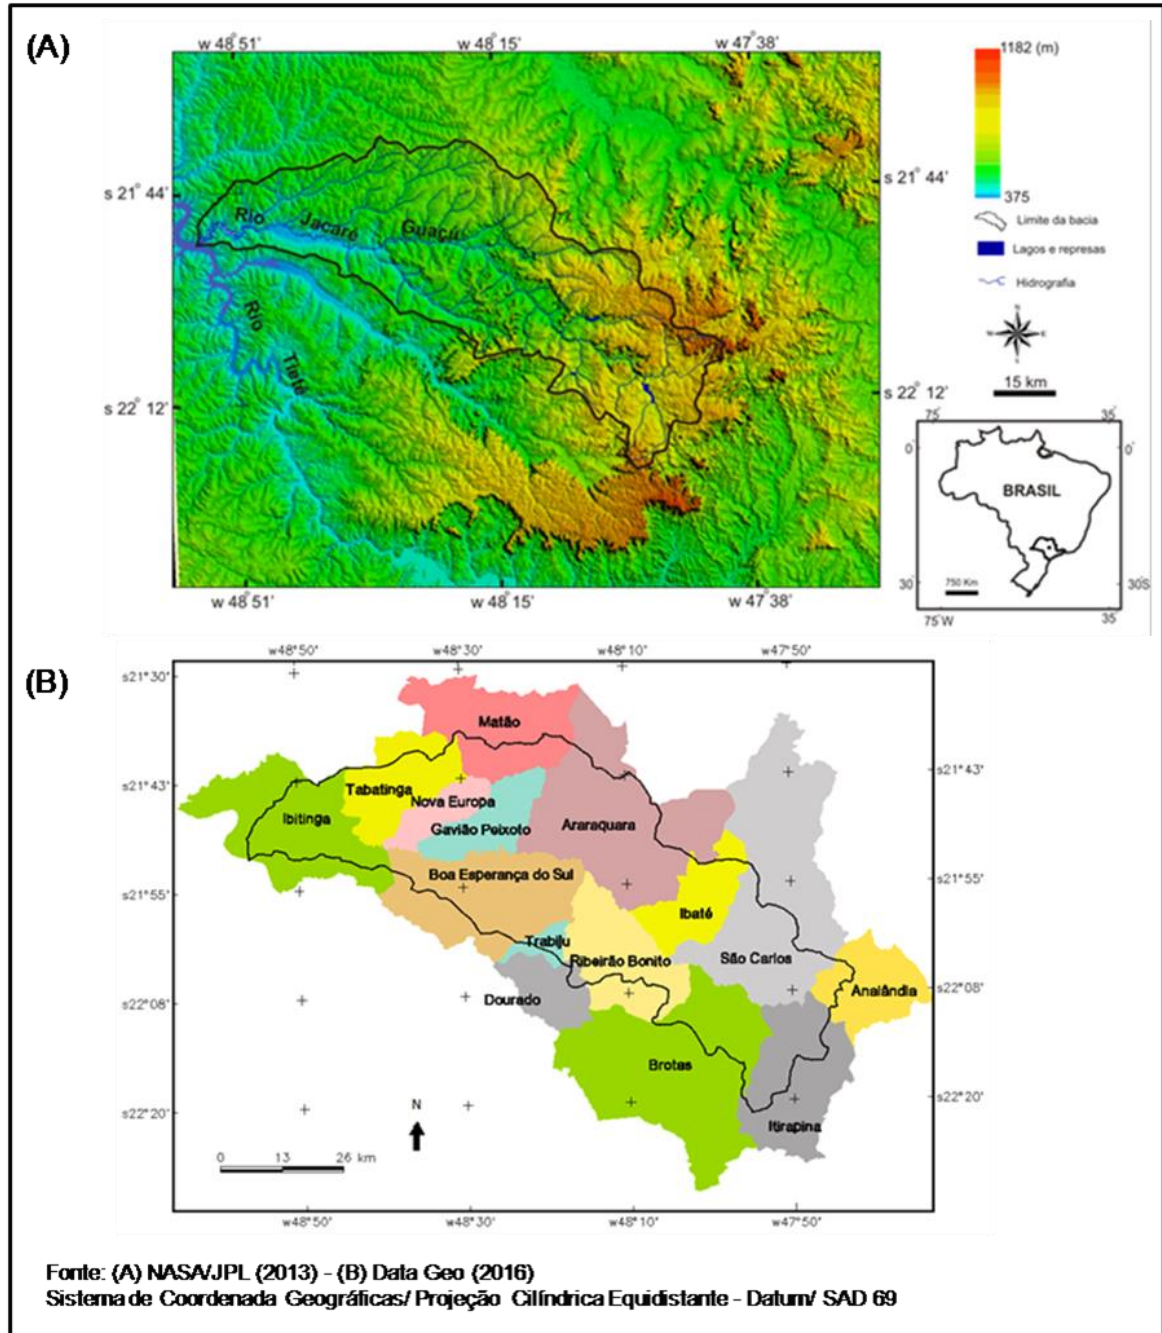 (A)
w 48°51'
w 48°15'
w 47°38'
1182 (m)
375
Limite da bacia
Lagos e represas
Hidrografia
s 21° 44'
s 21° 44'
Rio Jacaré Guaçú
Rio Tietê
s 22° 12'
s 22° 12'
N
W
E
S
15 km
w 48°51'
w 48°15'
w 47°38'
75°
35°
0°
0°
BRASIL
750 Km
30
30°S
75°W
35°
(B)
w48°50'
w48°30'
w48°10'
w47°50'
s21°30'
s21°43'
s21°43'
s21°55'
s21°55'
s22°08'
s22°08'
s22°20'
s22°20'
Matão
Tabatinga
Nova Europa
Ibitinga
Gavião Peixoto
Araraquara
Boa Esperança do Sul
Ibaté
Trabiju
Ribeirão Bonito
São Carlos
Dourado
Analândia
Brotas
Itirapina
N
0 13 26 km
w48°50'
w48°30'
w48°10'
w47°50'
Fonte: (A) NASA/JPL (2013) - (B) Data Geo (2016)
Sistema de Coordenada Geográficas/ Projeção Cilíndrica Equidistante - Datum/ SAD 69